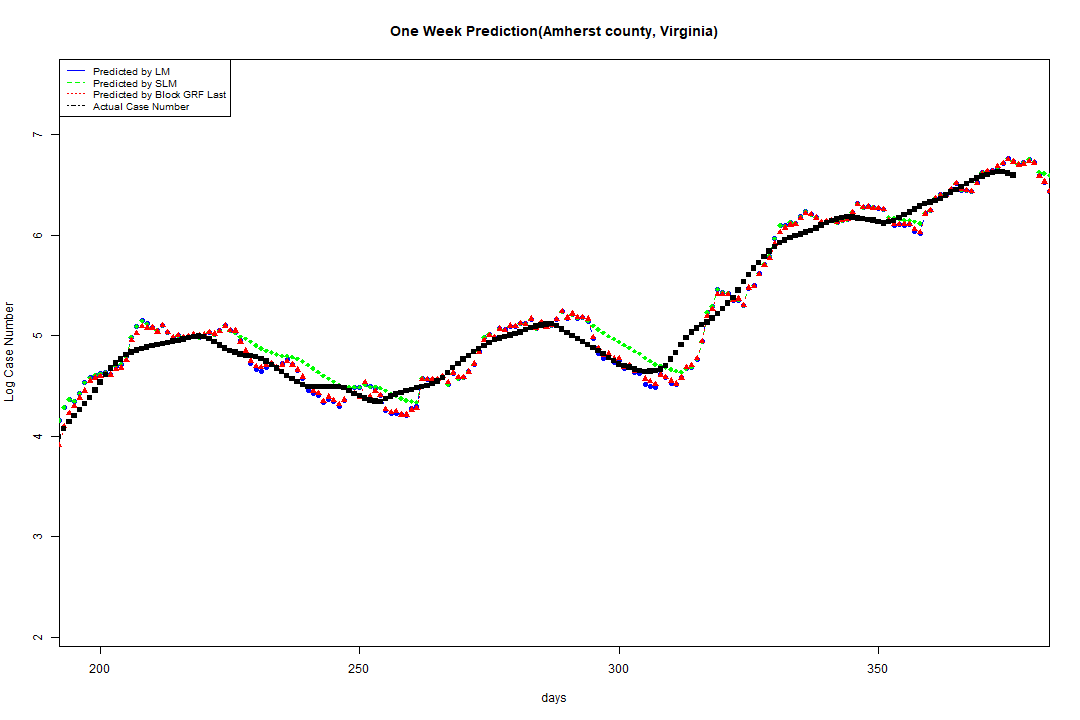 One Week Prediction(Amherst county, Virginia)
Predicted by LM
Predicted by SLM
Predicted by Block GRF Last
Actual Case Number
7
6
5
4
3
2
Log Case Number
200 250 300 350
days